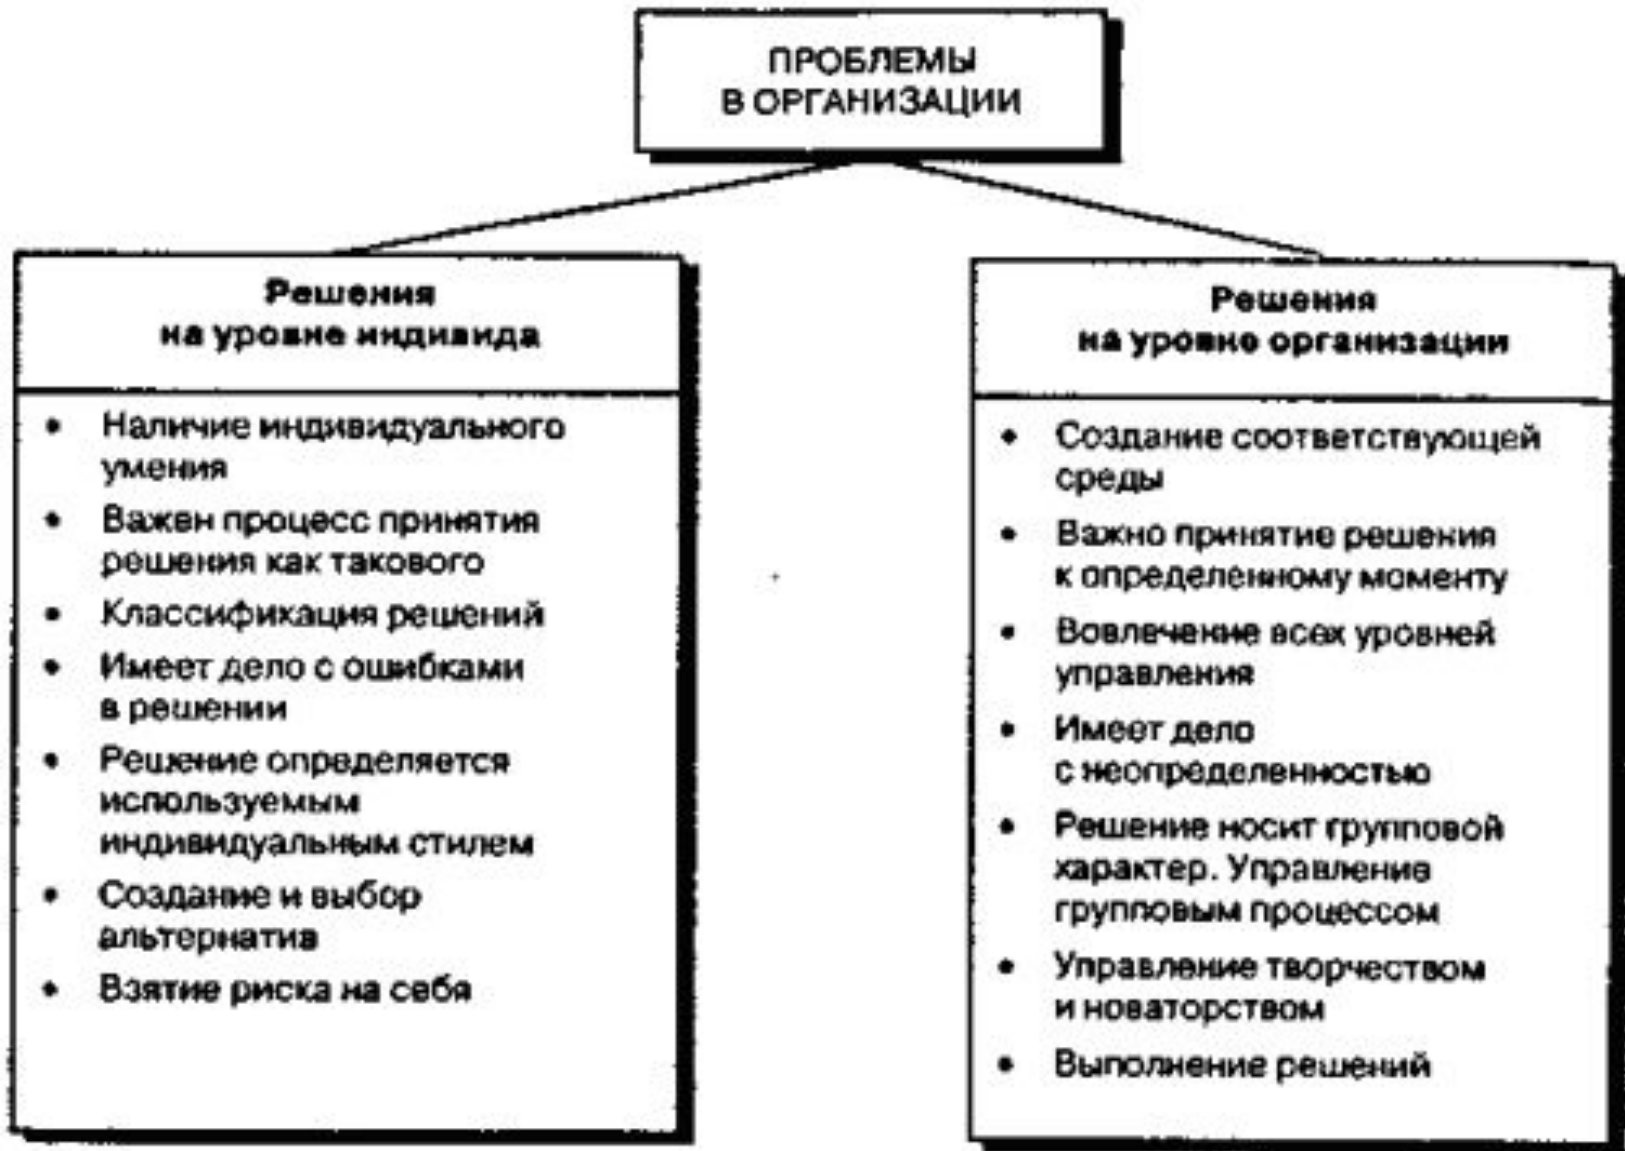 ПРОБЛЕМЫ
В ОРГАНИЗАЦИИ
Решения
на уровне индивида
• Наличие индивидуального
умения
• Важен процесс принятия
решения как такового
• Классификация решений
• Имеет дело с ошибками
в решении
• Решение определяется
используемым
индивидуальным стилем
• Создание и выбор
альтернатив
• Взятие риска на себя
Решения
на уровне организации
• Создание соответствующей
среды
• Важно принятие решения
к определенному моменту
• Вовлечение всех уровней
управления
• Имеет дело
с неопределенностью
• Решение носит групповой
характер. Управление
групповым процессом
• Управление творчеством
и новаторством
• Выполнение решений